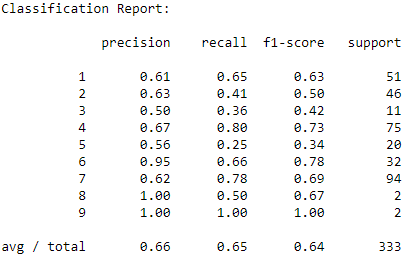 Classification Report:
precision recall f1-score support
1 0.61 0.65 0.63 51
2 0.63 0.41 0.50 46
3 0.50 0.36 0.42 11
4 0.67 0.80 0.73 75
5 0.56 0.25 0.34 20
6 0.95 0.66 0.78 32
7 0.62 0.78 0.69 94
8 1.00 0.50 0.67 2
9 1.00 1.00 1.00 2
avg / total 0.66 0.65 0.64 333